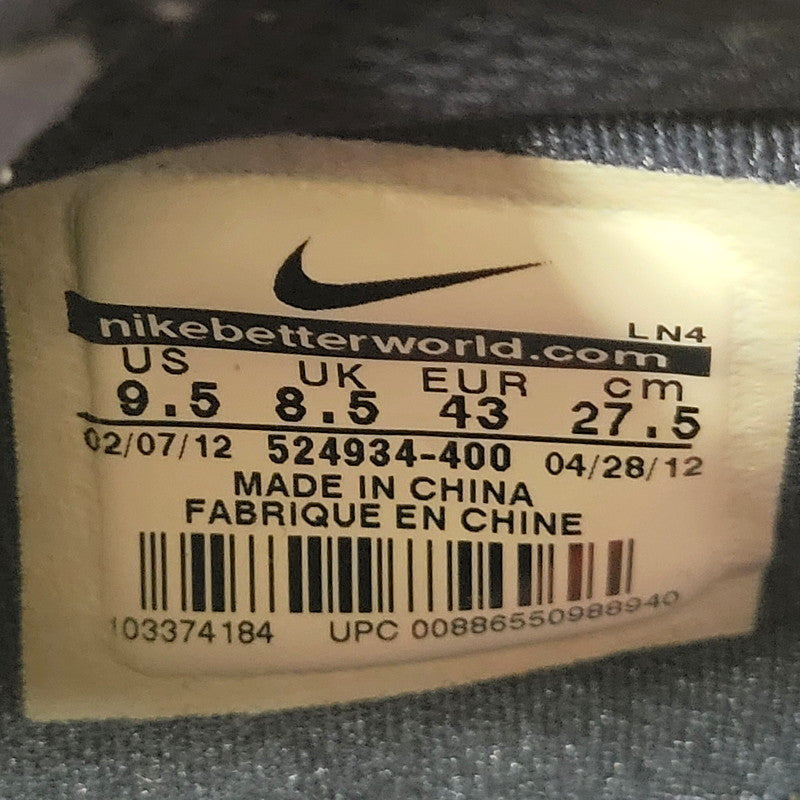 LN4
nikebetterworld.com
US UK EUR cm
9.5 8.5 43 27.5
02/07/12 524934-400 04/28/12
MADE IN CHINA
FABRIQUE EN CHINE
103374184 UPC 00886550988940